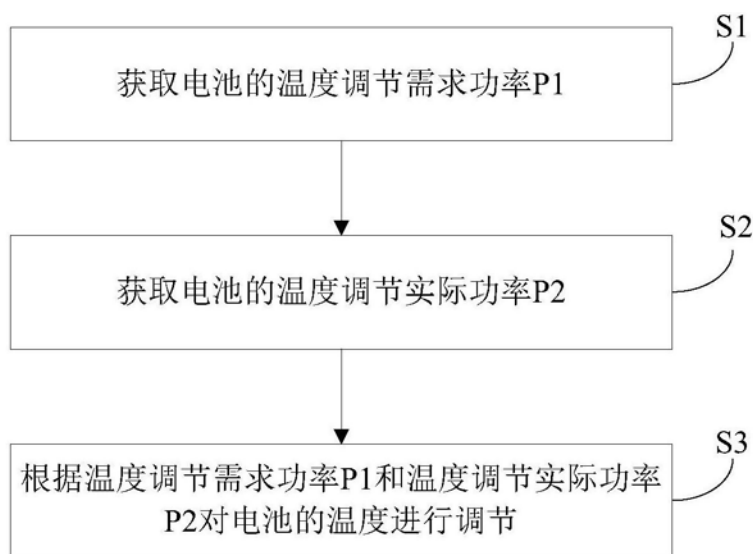 S1
获取电池的温度调节需求功率P1
S2
获取电池的温度调节实际功率P2
S3
根据温度调节需求功率P1和温度调节实际功率
P2对电池的温度进行调节